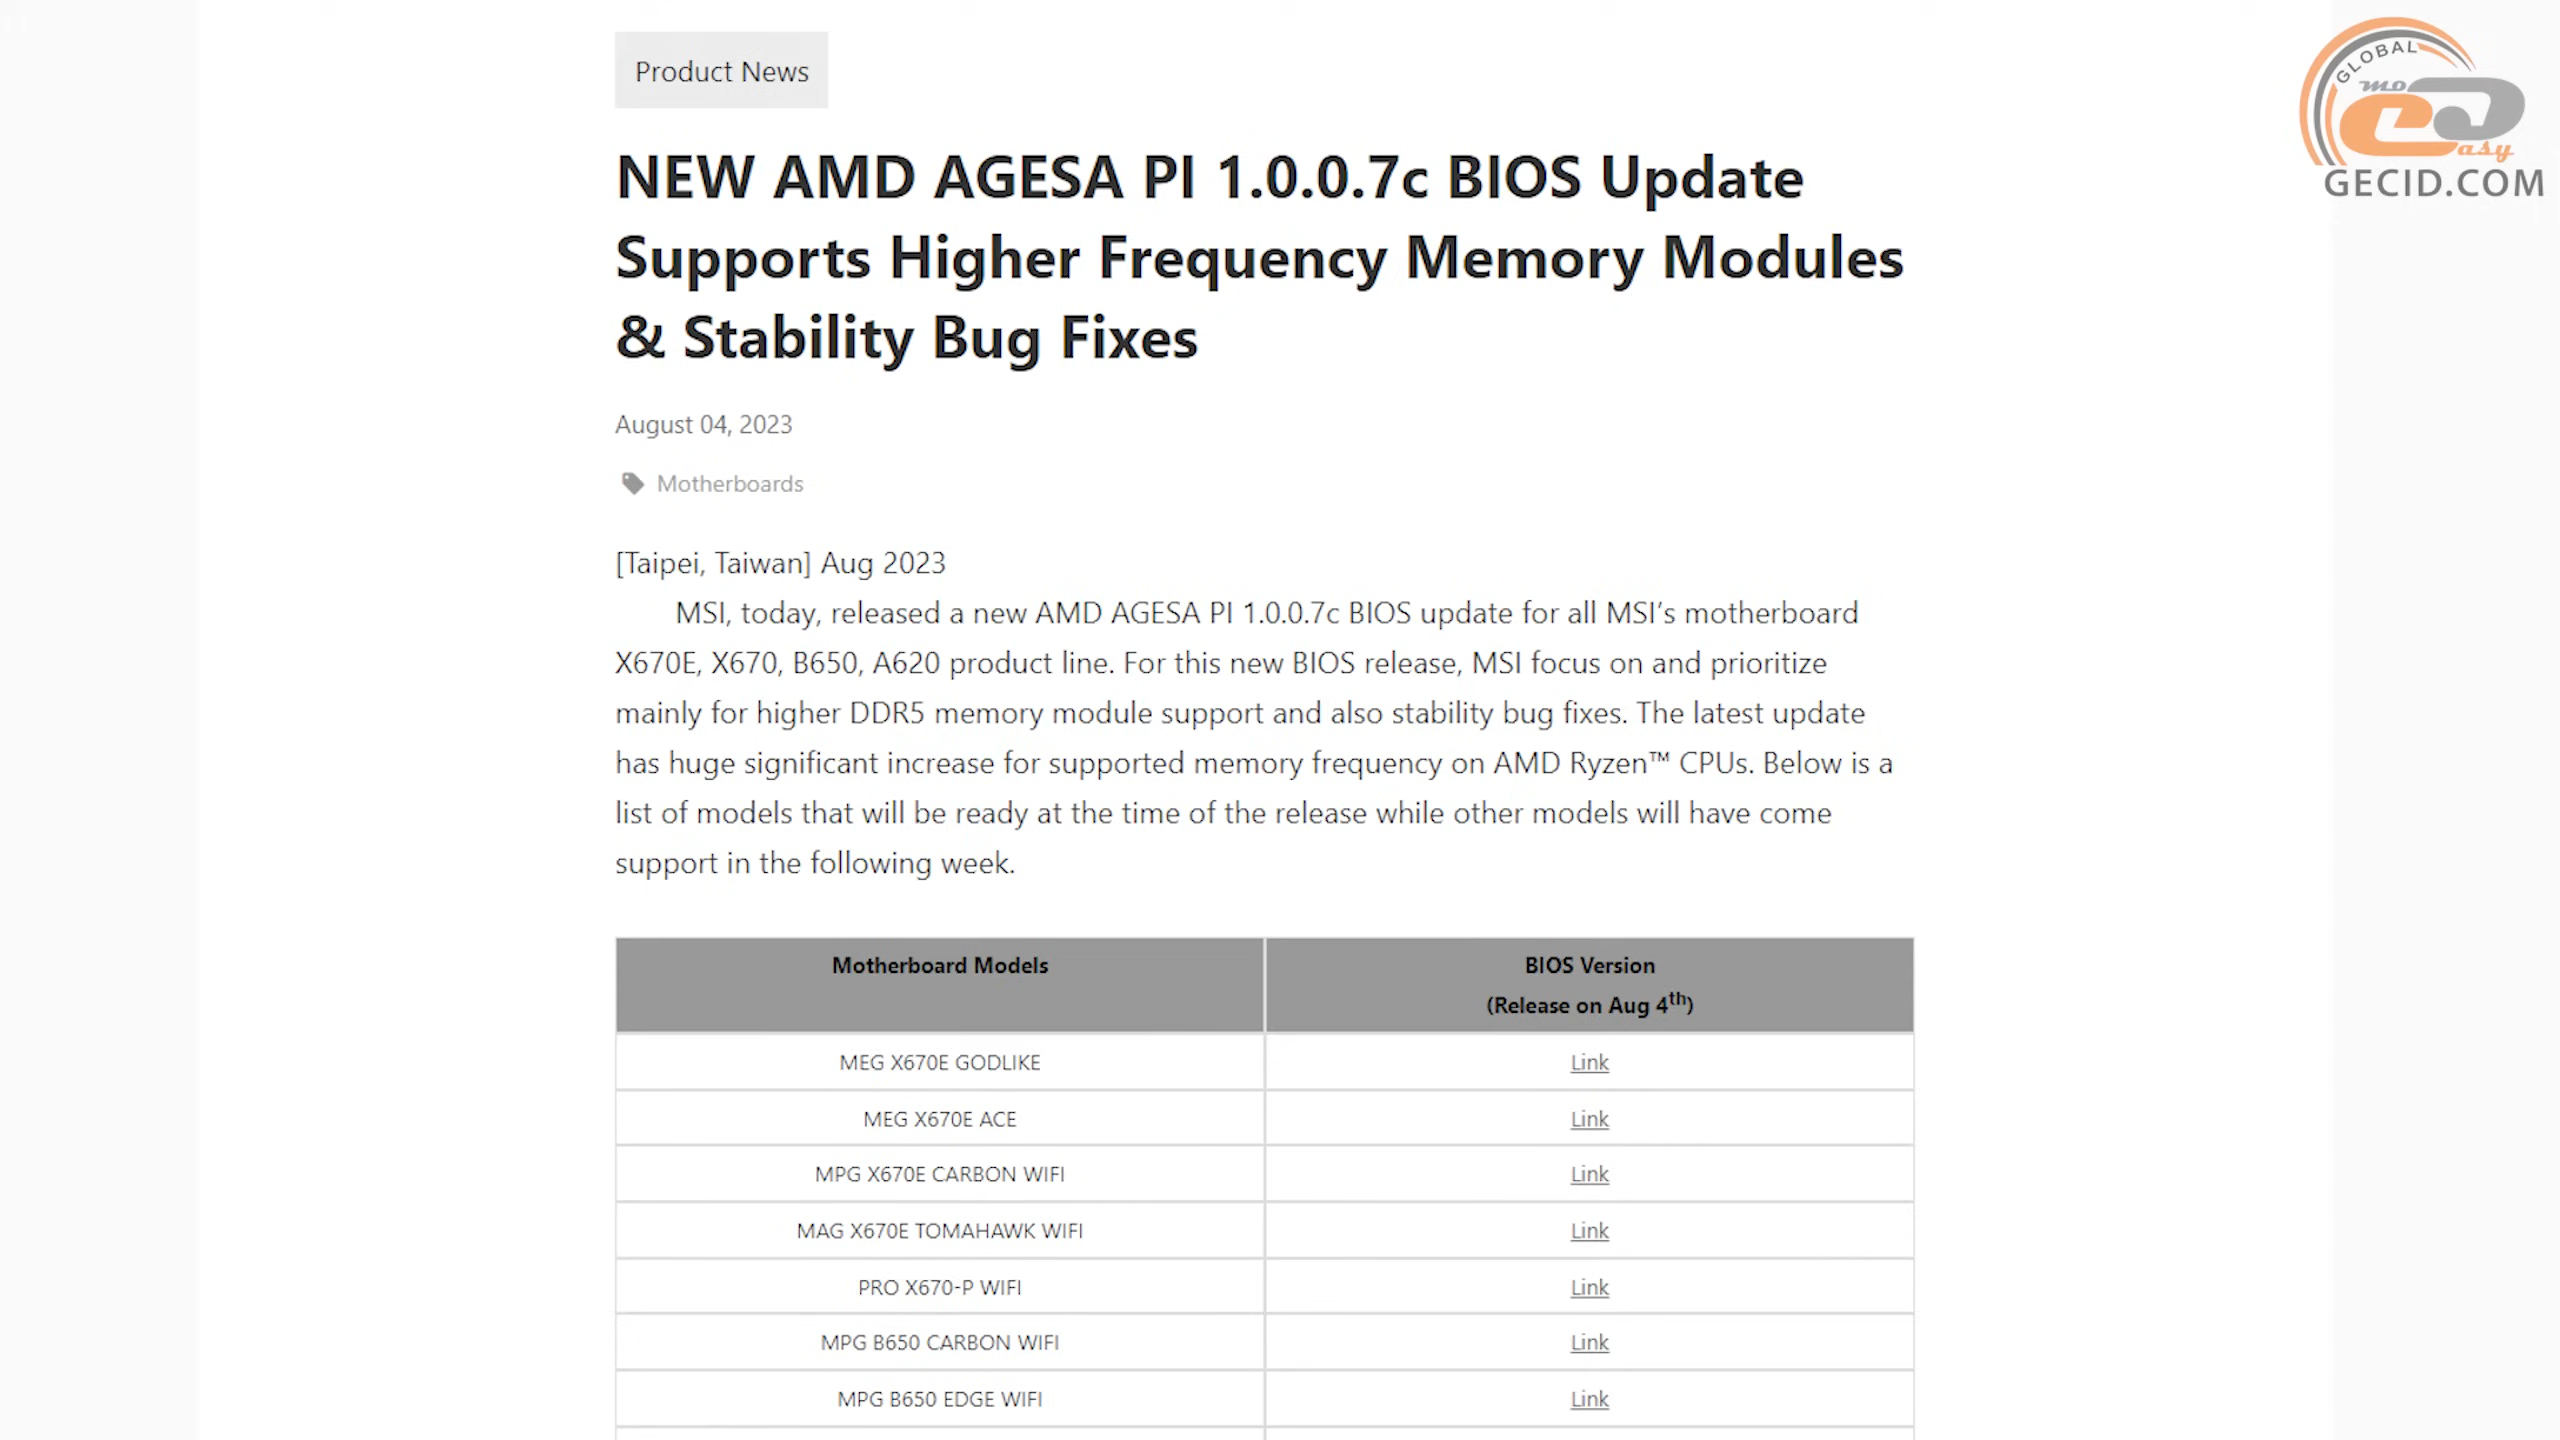 Product News
NEW AMD AGESA PI 1.0.0.7c BIOS Update
Supports Higher Frequency Memory Modules
& Stability Bug Fixes
August 04, 2023
Motherboards
[Taipei, Taiwan] Aug 2023
MSI, today, released a new AMD AGESA PI 1.0.0.7c BIOS update for all MSI’s motherboard
X670E, X670, B650, A620 product line. For this new BIOS release, MSI focus on and prioritize
mainly for higher DDR5 memory module support and also stability bug fixes. The latest update
has huge significant increase for supported memory frequency on AMD Ryzen™ CPUs. Below is a
list of models that will be ready at the time of the release while other models will have come
support in the following week.
Motherboard Models
BIOS Version
(Release on Aug 4th)
MEG X670E GODLIKE Link
MEG X670E ACE Link
MPG X670E CARBON WIFI Link
MAG X670E TOMAHAWK WIFI Link
PRO X670-P WIFI Link
MPG B650 CARBON WIFI Link
MPG B650 EDGE WIFI Link
GLOBAL
mo
easy
GECID.COM